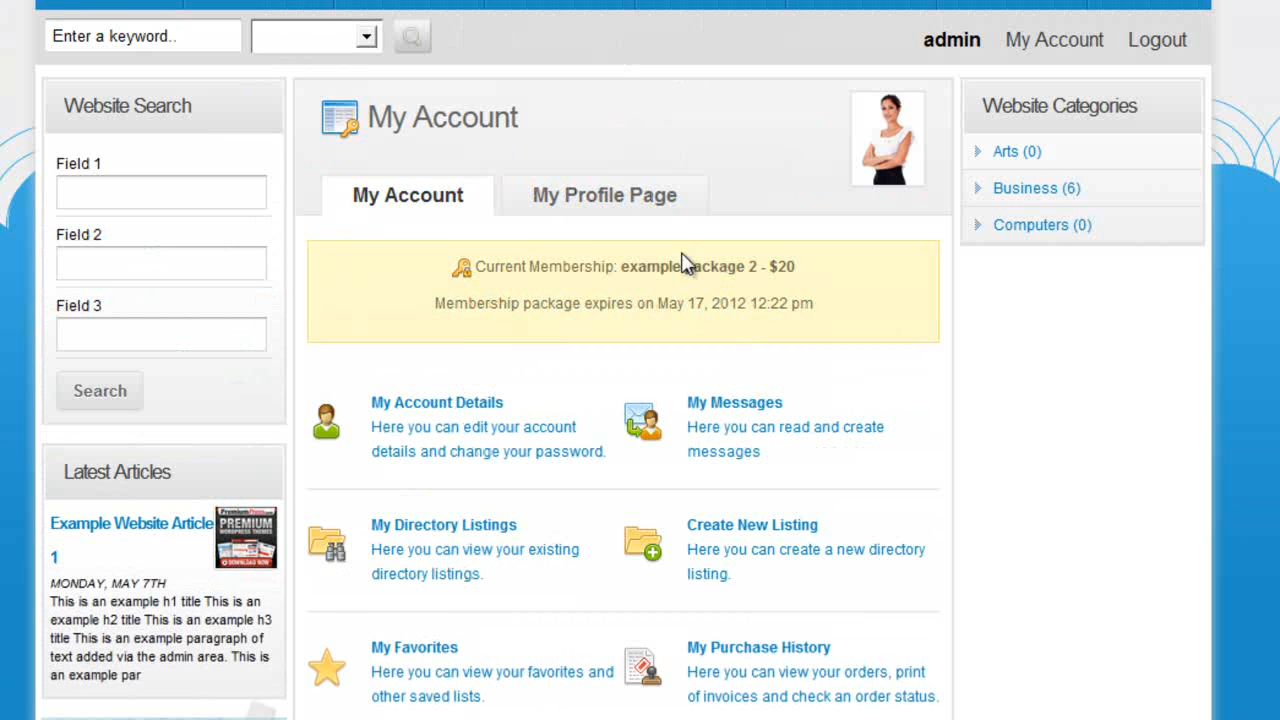 Enter a keyword..
admin My Account Logout
Website Search
Field 1
Field 2
Field 3
Search
Latest Articles
Example Website Article
1
PremiumPress.com
PREMIUM
WORDPRESS THEMES
DOWNLOAD NOW
MONDAY, MAY 7TH
This is an example h1 title This is an
example h2 title This is an example h3
title This is an example paragraph of
text added via the admin area. This is
an example par
My Account
My Account My Profile Page
Current Membership: example package 2 - $20
Membership package expires on May 17, 2012 12:22 pm
My Account Details
Here you can edit your account
details and change your password.
My Messages
Here you can read and create
messages
My Directory Listings
Here you can view your existing
directory listings.
Create New Listing
Here you can create a new directory
listing.
My Favorites
Here you can view your favorites and
other saved lists.
My Purchase History
Here you can view your orders, print
of invoices and check an order status.
Website Categories
Arts (0)
Business (6)
Computers (0)